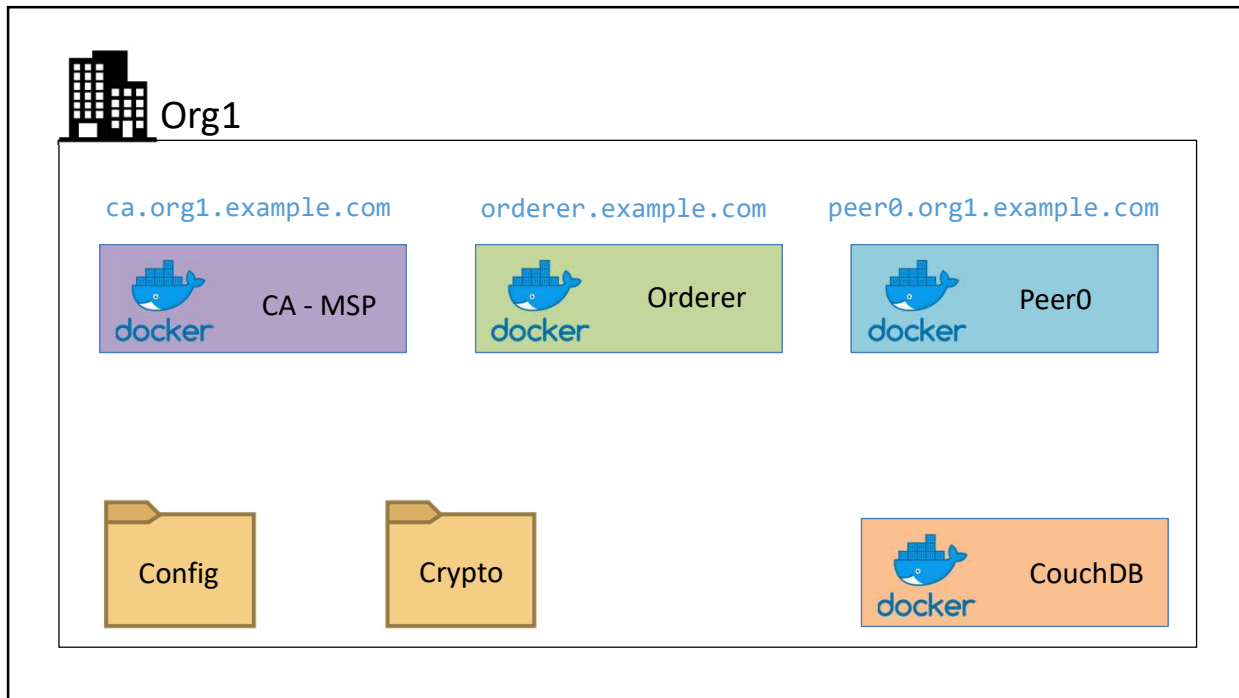 Org1
ca.org1.example.com
orderer.example.com
peer0.org1.example.com
docker
CA - MSP
docker
Orderer
docker
Peer0
Config
Crypto
docker
CouchDB